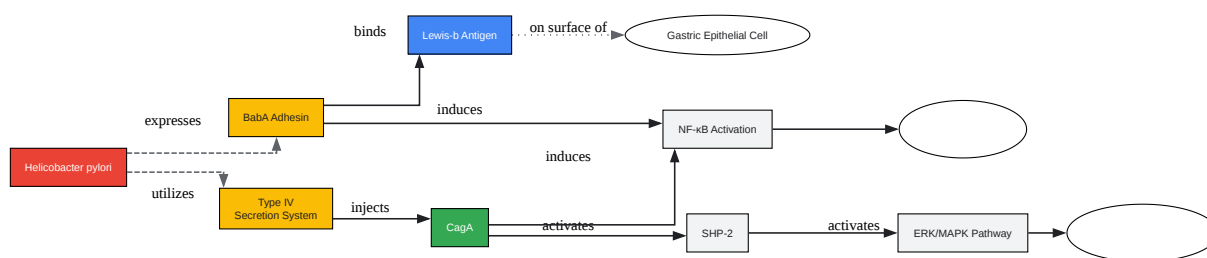 binds
Lewis-b Antigen
on surface of
Gastric Epithelial Cell
expresses
BabA Adhesin
induces
NF-κB Activation
Helicobacter pylori
induces
utilizes
Type IV
Secretion System
injects
CagA
activates
SHP-2
activates
ERK/MAPK Pathway